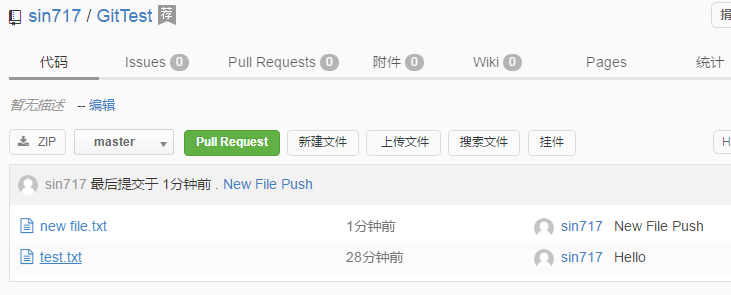 sin717 / GitTest 荐
捐
代码 Issues 0 Pull Requests 0 附件 0 Wiki 0 Pages 统计
暂无描述 -- 编辑
ZIP master Pull Request 新建文件 上传文件 搜索文件 挂件 H
sin717 最后提交于 1分钟前 . New File Push
new file.txt 1分钟前 sin717 New File Push
test.txt 28分钟前 sin717 Hello